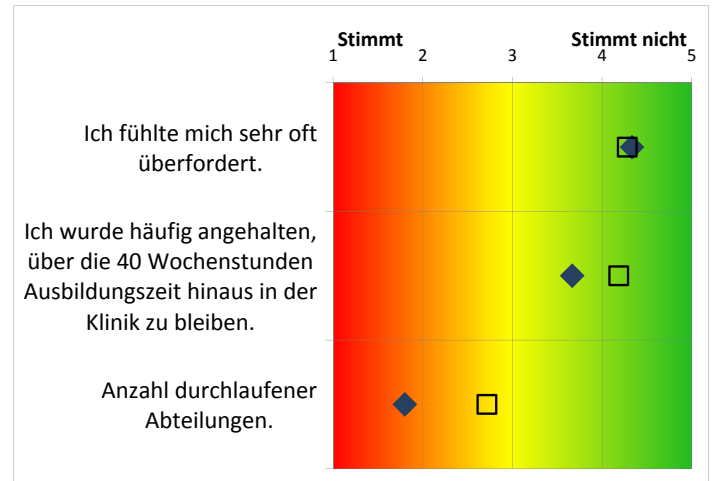 Stimmt Stimmt nicht
1 2 3 4 5
Ich fühlte mich sehr oft
überfordert.
Ich wurde häufig angehalten,
über die 40 Wochenstunden
Ausbildungszeit hinaus in der
Klinik zu bleiben.
Anzahl durchlaufener
Abteilungen.